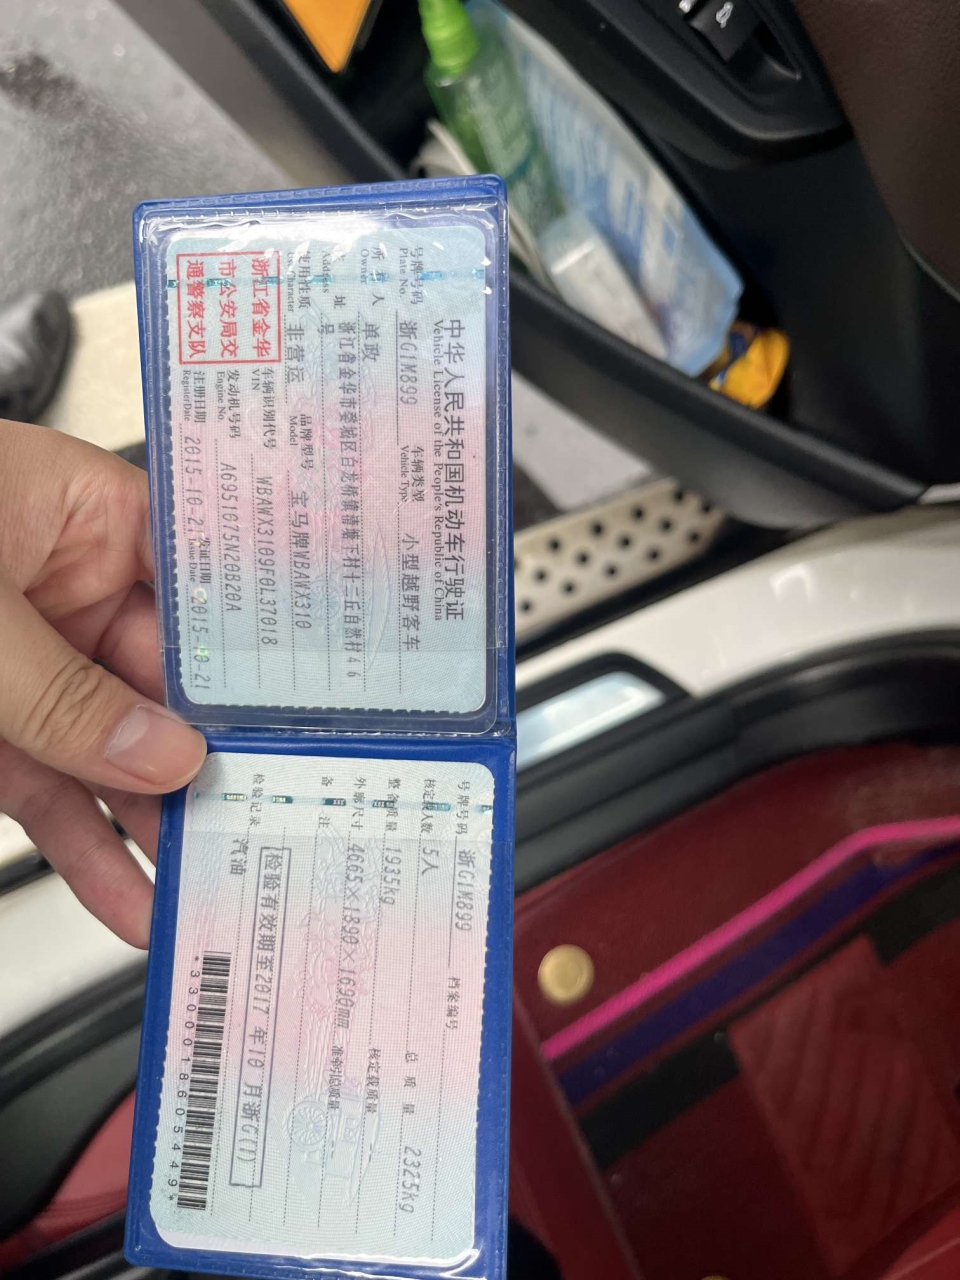 中华人民共和国机动车行驶证
Vehicle License of the People's Republic of China
号牌号码 浙G1M899 车辆类型 小型越野客车
Plate No. Vehicle Type
所有人 单政
Owner
住址 浙江省金华市婺城区白龙桥镇湽塘下村十三丘自然村46
Address 号
使用性质 非营运 品牌型号 宝马牌WBAWX310
Use Character Model
浙江省金华
市公安局交
通警察支队
车辆识别代号 WBAWX3109F0L37018
VIN
发动机号码 A6951075N20B20A
Engine No.
注册日期 2015-10-21 发证日期 2015-10-21
Register Date Issue Date
号牌号码 浙G1M899 档案编号
核定载人数 5人 总质量 2325kg
整备质量 1935kg 核定载质量
外廓尺寸 4665×1890×1690mm 准牵引总质量
备注
检验有效期至2017年10月浙G(1)
检验记录 汽油
*3300018605449*